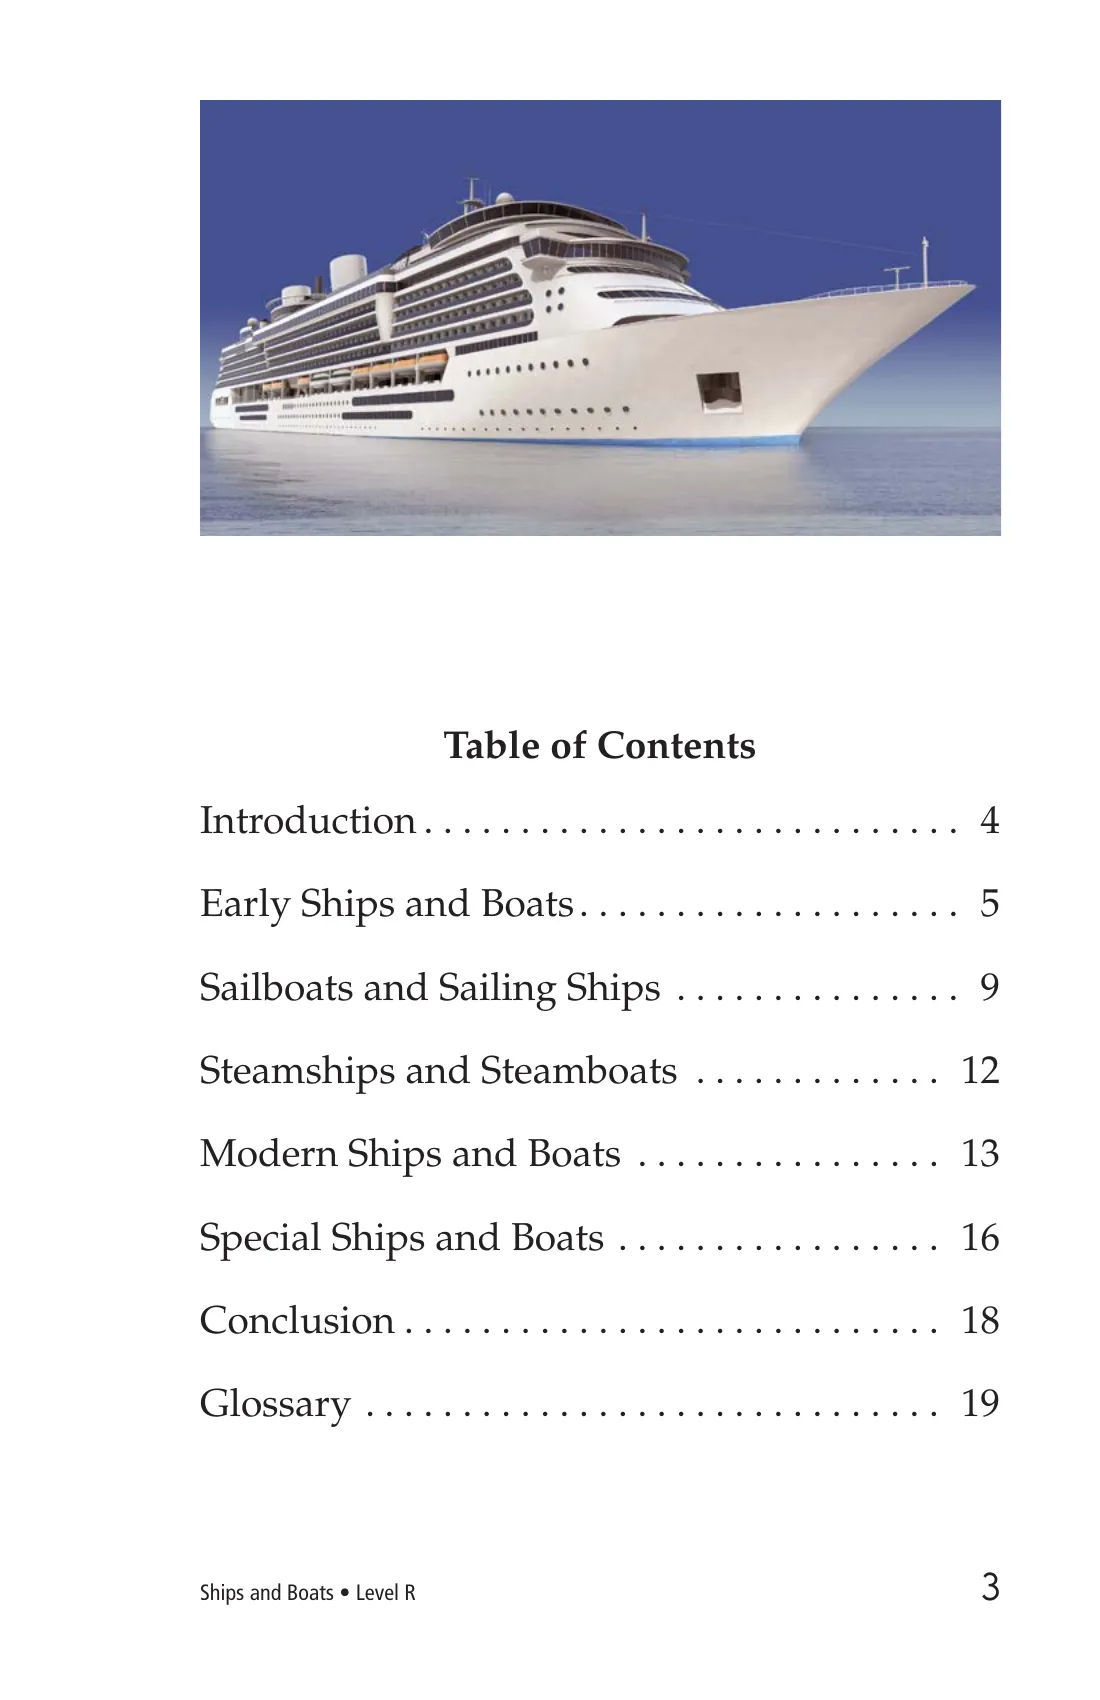 Table of Contents
Introduction . . . . . . . . . . . . . . . . . . . . . . . . . . . . 4
Early Ships and Boats . . . . . . . . . . . . . . . . . . . . 5
Sailboats and Sailing Ships . . . . . . . . . . . . . . . 9
Steamships and Steamboats . . . . . . . . . . . . . 12
Modern Ships and Boats . . . . . . . . . . . . . . . . 13
Special Ships and Boats . . . . . . . . . . . . . . . . . 16
Conclusion . . . . . . . . . . . . . . . . . . . . . . . . . . . . 18
Glossary . . . . . . . . . . . . . . . . . . . . . . . . . . . . . . 19
Ships and Boats • Level R 3